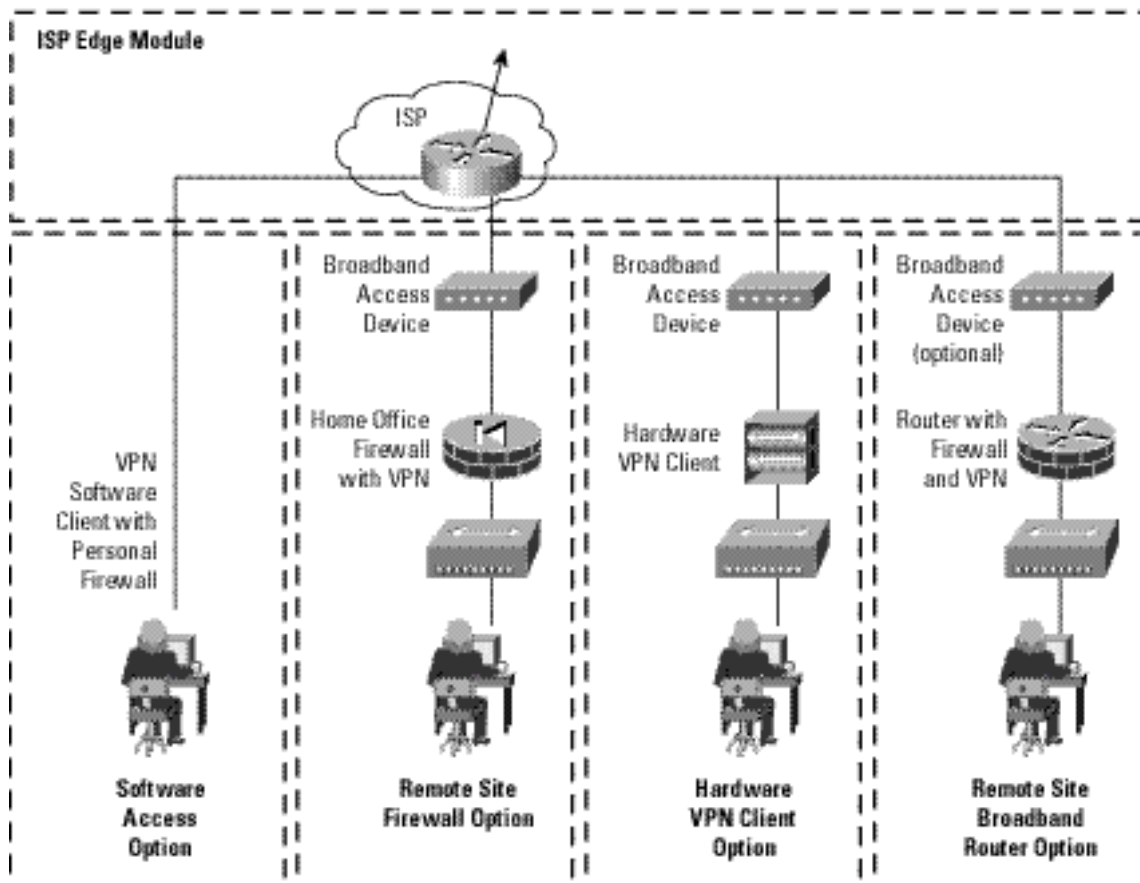 ISP Edge Module
ISP
Broadband
Access
Device
Broadband
Access
Device
Broadband
Access
Device
(optional)
VPN
Software
Client with
Personal
Firewall
Home Office
Firewall
with VPN
Hardware
VPN Client
Router with
Firewall
and VPN
Software
Access
Option
Remote Site
Firewall Option
Hardware
VPN Client
Option
Remote Site
Broadband
Router Option